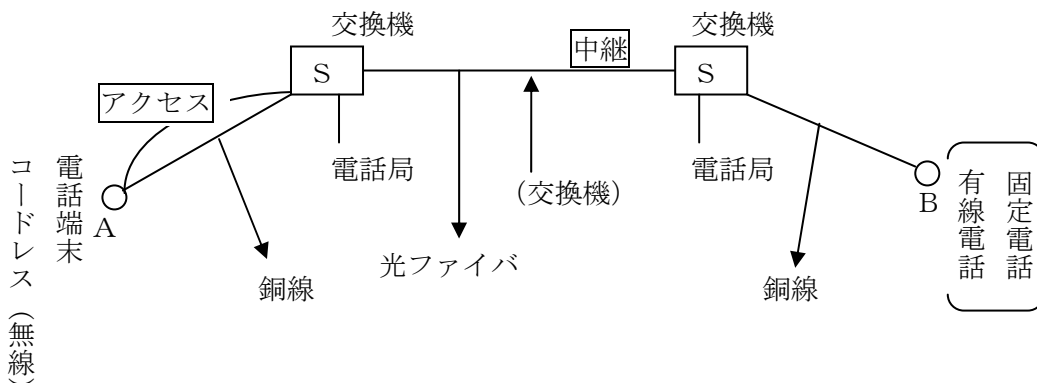 交換機
交換機
中継
S
S
アクセス
電話局
電話局
(交換機)
電話端末
コードレス(無線)
A
B
固定電話
有線電話
光ファイバ
銅線
銅線